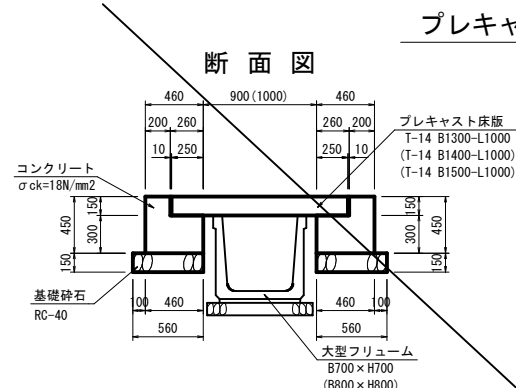 プレキャ
断面図
460
900(1000)
460
200
260
260
200
10
250
250
10
プレキャスト床版
T-14 B1300-L1000
(T-14 B1400-L1000)
(T-14 B1500-L1000)
コンクリート
σck=18N/mm2
450
150
300
150
150
300
450
150
基礎砕石
RC-40
100
460
560
460
100
560
大型フリューム
B700×H700
(B800×H800)